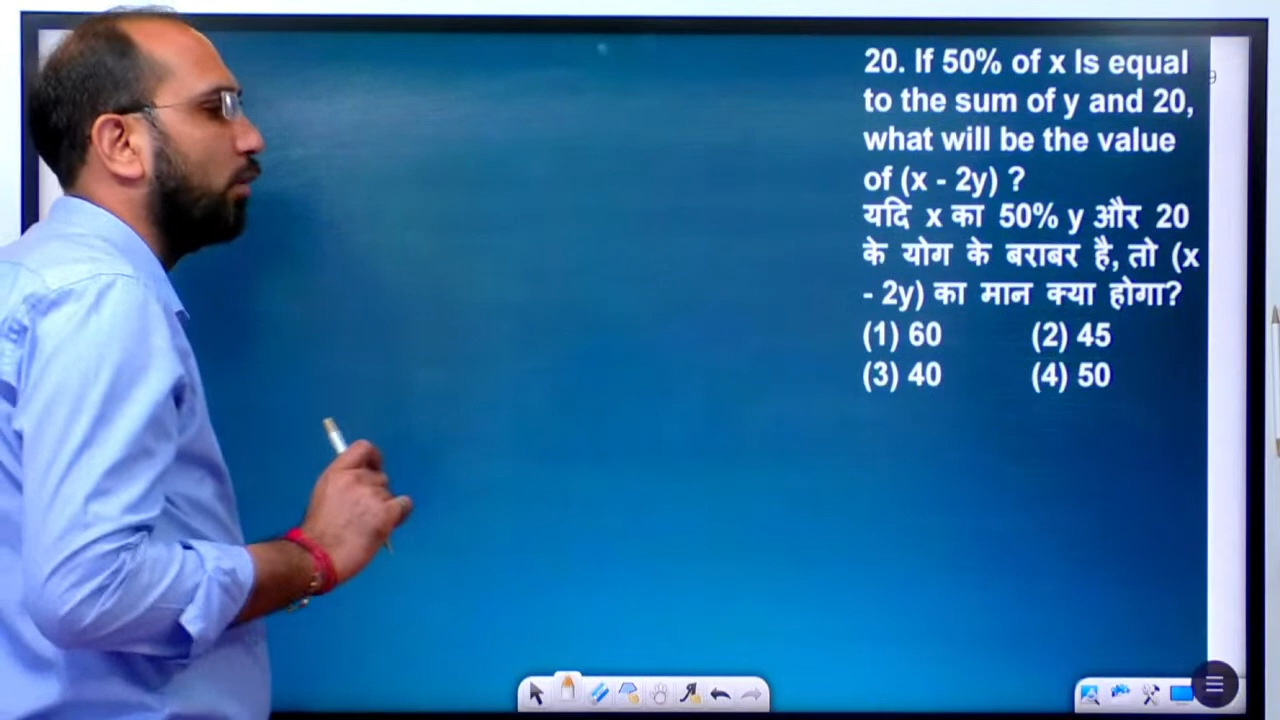 20. If 50% of x Is equal
to the sum of y and 20,
what will be the value
of (x - 2y) ?
यदि x का 50% y और 20
के योग के बराबर है, तो (x
- 2y) का मान क्या होगा?
(1) 60 (2) 45
(3) 40 (4) 50
9